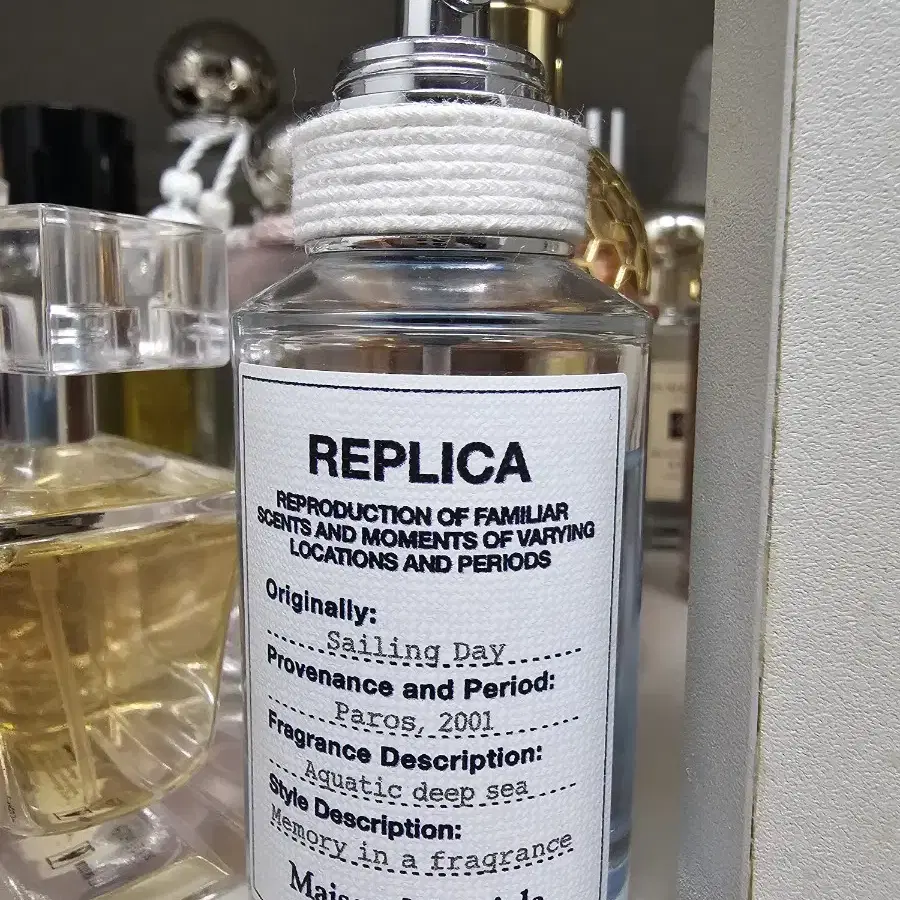 REPLICA
REPRODUCTION OF FAMILIAR
SCENTS AND MOMENTS OF VARYING
LOCATIONS AND PERIODS
Originally:
Sailing Day
Provenance and Period:
Paros, 2001
Fragrance Description:
Aquatic deep sea
Style Description:
Memory in a fragrance